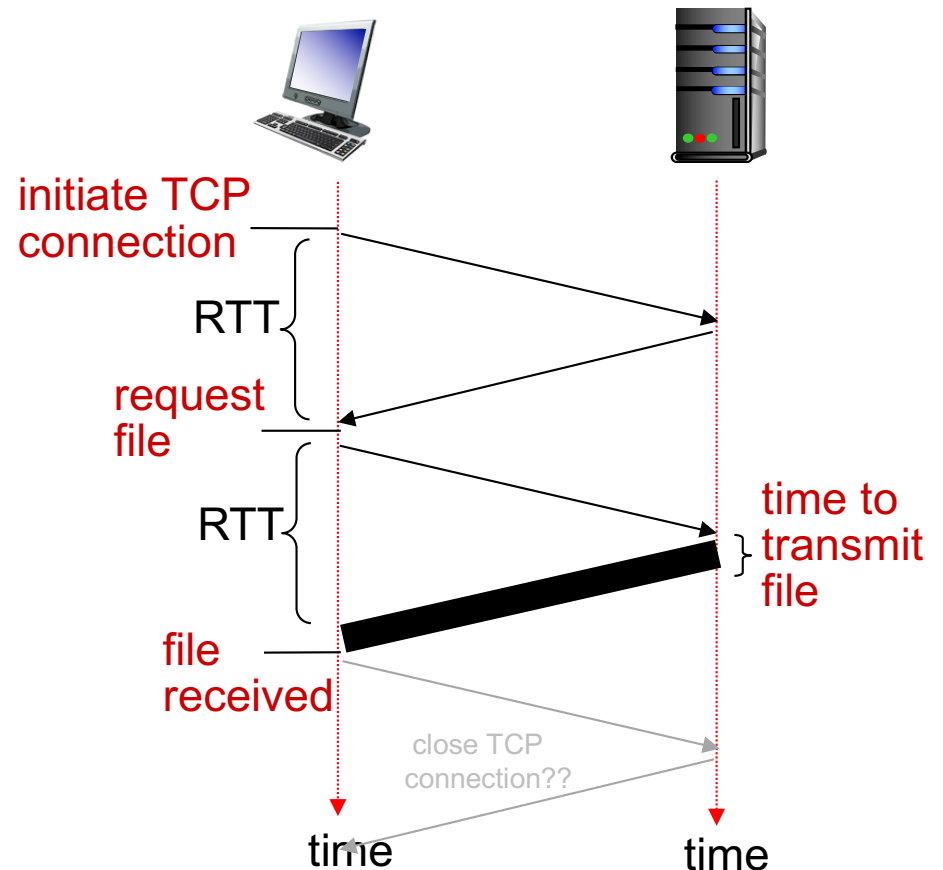 initiate TCP
connection
RTT
request
file
RTT
time to
transmit
file
file
received
close TCP
connection??
time
time